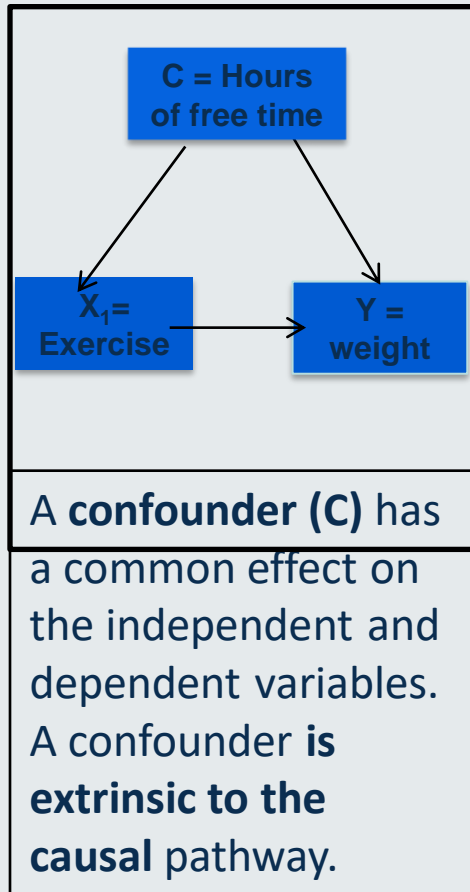 C = Hours
of free time
X₁=
Exercise
Y =
weight
A confounder (C) has
a common effect on
the independent and
dependent variables.
A confounder is
extrinsic to the
causal pathway.